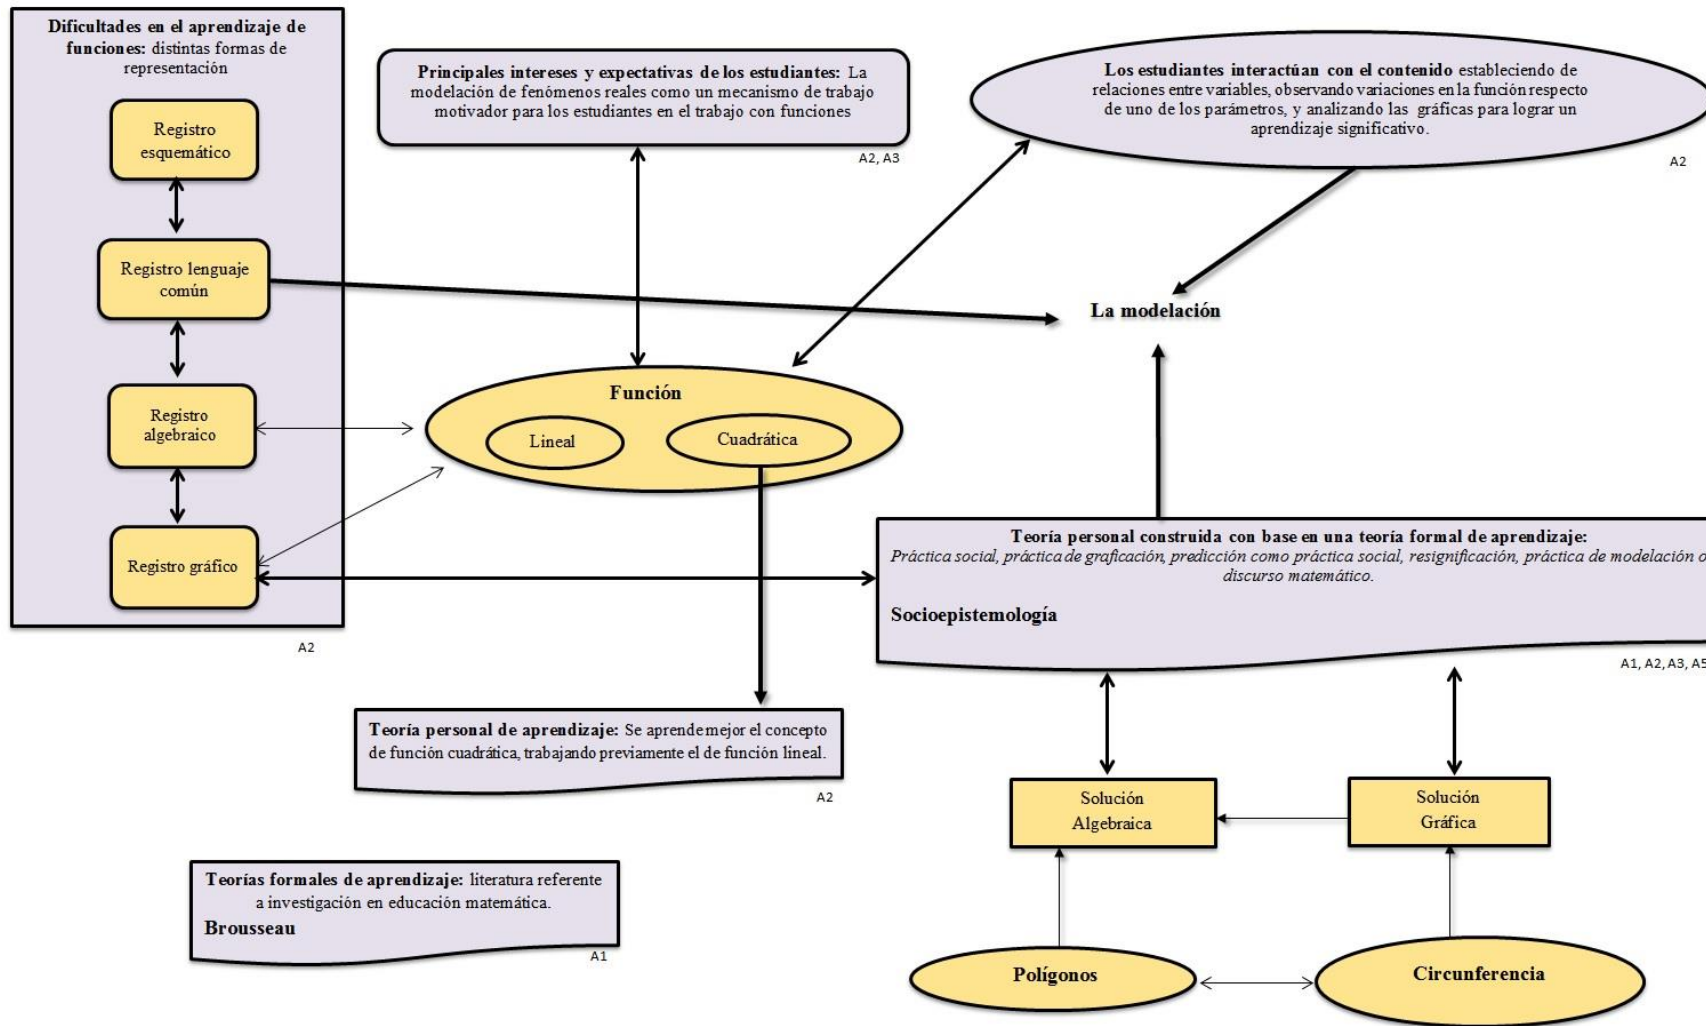 Dificultades en el aprendizaje de
funciones: distintas formas de
representación
Registro
esquemático
Registro lenguaje
común
Registro
algebraico
Registro gráfico
A2
Principales intereses y expectativas de los estudiantes: La
modelación de fenómenos reales como un mecanismo de trabajo
motivador para los estudiantes en el trabajo con funciones
A2, A3
Los estudiantes interactúan con el contenido estableciendo de
relaciones entre variables, observando variaciones en la función respecto
de uno de los parámetros, y analizando las gráficas para lograr un
aprendizaje significativo.
A2
La modelación
Función
Lineal
Cuadrática
Teoría personal construida con base en una teoría formal de aprendizaje:
Práctica social, práctica de graficación, predicción como práctica social, resignificación, práctica de modelación o
discurso matemático.
Socioepistemología
A1, A2, A3, A5
Teoría personal de aprendizaje: Se aprende mejor el concepto
de función cuadrática, trabajando previamente el de función lineal.
A2
Solución
Algebraica
Solución
Gráfica
Teorías formales de aprendizaje: literatura referente
a investigación en educación matemática.
Brousseau
A1
Polígonos
Circunferencia